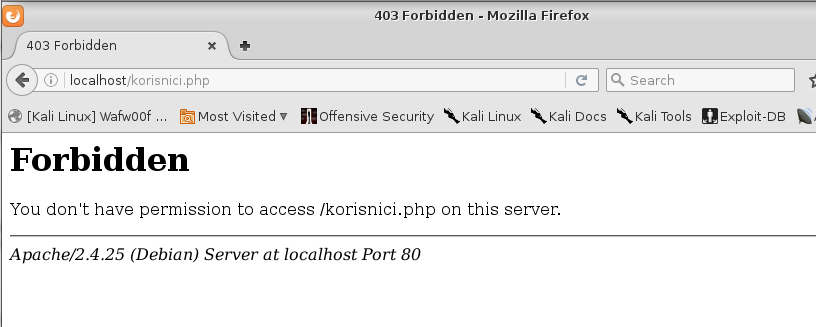 403 Forbidden - Mozilla Firefox
403 Forbidden
localhost/korisnici.php
Search
[Kali Linux] Wafw00f ...
Most Visited
Offensive Security
Kali Linux
Kali Docs
Kali Tools
Exploit-DB
Forbidden
You don't have permission to access /korisnici.php on this server.
Apache/2.4.25 (Debian) Server at localhost Port 80